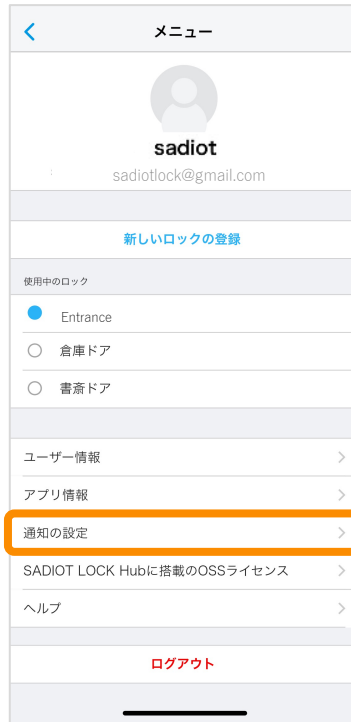 メニュー
sadiot
sadiotlock@gmail.com
新しいロックの登録
使用中のロック
Entrance
倉庫ドア
書斎ドア
ユーザー情報
アプリ情報
通知の設定
SADIOT LOCK Hubに搭載のOSSライセンス
ヘルプ
ログアウト